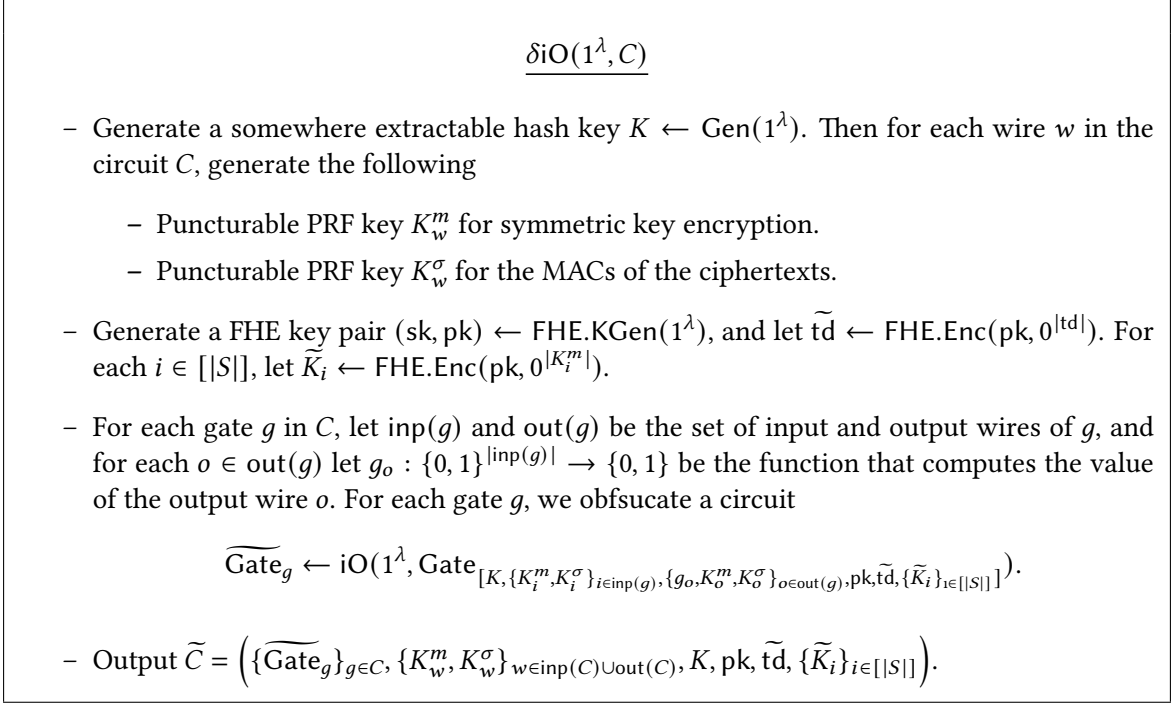 δiO(1^λ, C)
– Generate a somewhere extractable hash key K ← Gen(1^λ). Then for each wire w in the
circuit C, generate the following
– Puncturable PRF key K_w^m for symmetric key encryption.
– Puncturable PRF key K_w^σ for the MACs of the ciphertexts.
– Generate a FHE key pair (sk, pk) ← FHE.KGen(1^λ), and let t͠d ← FHE.Enc(pk, 0^{|td|}). For
each i ∈ [|S|], let K̃_i ← FHE.Enc(pk, 0^{|K_i^m|}).
– For each gate g in C, let inp(g) and out(g) be the set of input and output wires of g, and
for each o ∈ out(g) let g_o : {0, 1}^{|inp(g)|} → {0, 1} be the function that computes the value
of the output wire o. For each gate g, we obfsucate a circuit
G͠ate_g ← iO(1^λ, Gate_{[K,{K_i^m,K_i^σ}_{i∈inp(g)},{g_o,K_o^m,K_o^σ}_{o∈out(g)},pk,t͠d,{K̃_i}_{ı∈[|S|]}]}).
– Output C̃ = ({G͠ate_g}_{g∈C}, {K_w^m, K_w^σ}_{w∈inp(C)∪out(C)}, K, pk, t͠d, {K̃_i}_{i∈[|S|]}).